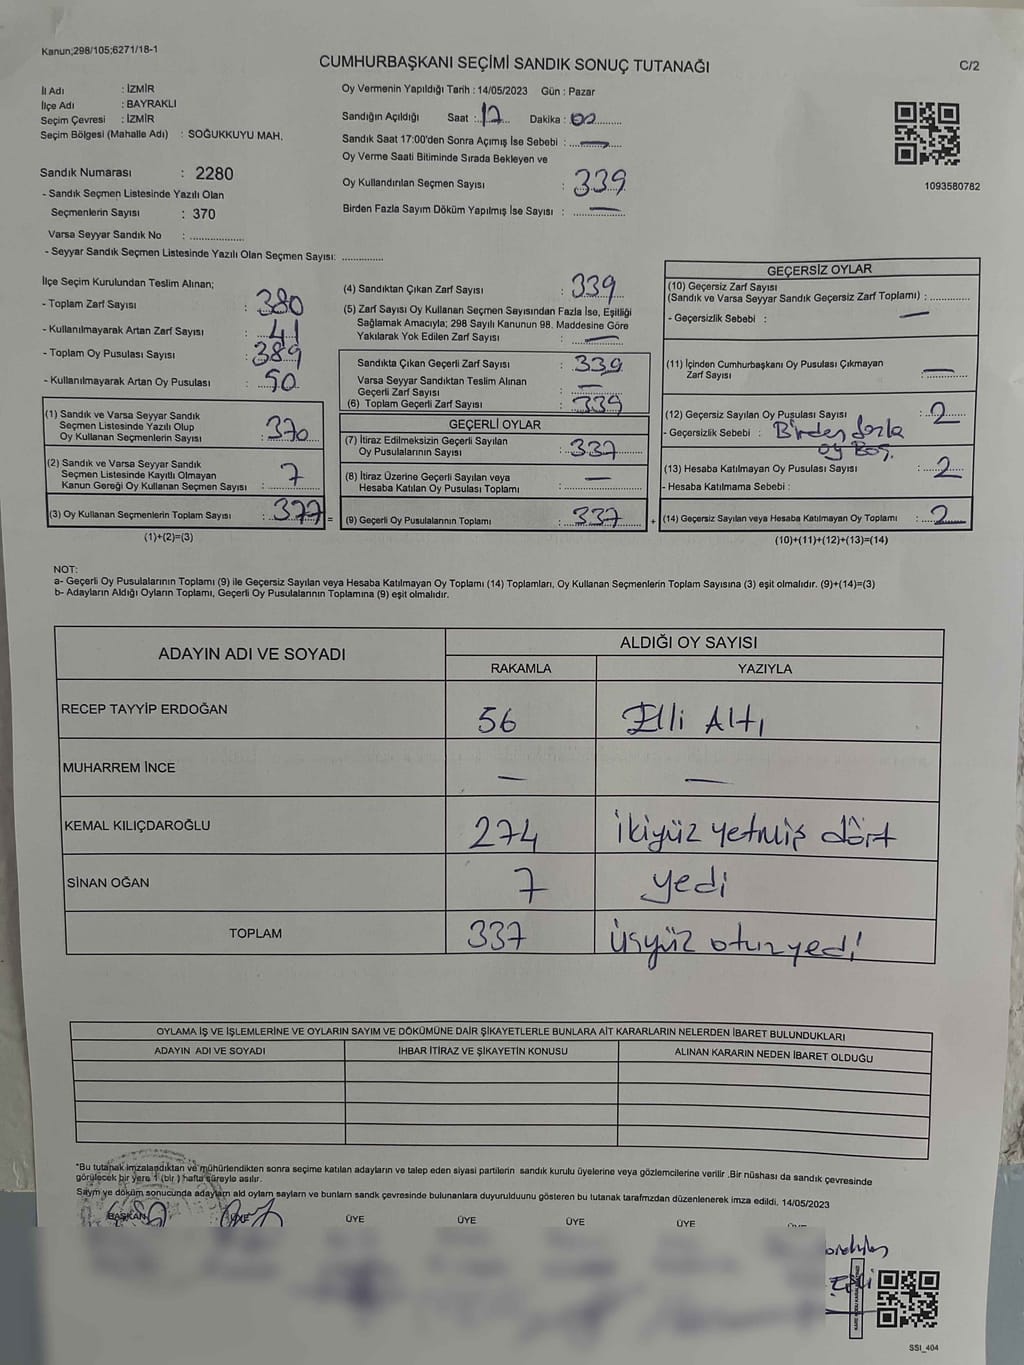 Kanun;298/105;6271/18-1
CUMHURBAŞKANI SEÇİMİ SANDIK SONUÇ TUTANAĞI
C/2
İl Adı : İZMİR
İlçe Adı : BAYRAKLI
Seçim Çevresi : İZMİR
Seçim Bölgesi (Mahalle Adı) : SOĞUKKUYU MAH.
Sandık Numarası : 2280
- Sandık Seçmen Listesinde Yazılı Olan
Seçmenlerin Sayısı : 370
Varsa Seyyar Sandık No : ..................
- Seyyar Sandık Seçmen Listesinde Yazılı Olan Seçmen Sayısı: ..............
Oy Vermenin Yapıldığı Tarih : 14/05/2023 Gün : Pazar
Sandığın Açıldığı Saat : 17 Dakika : 00
Sandık Saat 17:00'den Sonra Açımış İse Sebebi : —
Oy Verme Saati Bitiminde Sırada Bekleyen ve
Oy Kullandırılan Seçmen Sayısı : 339
Birden Fazla Sayım Döküm Yapılmış İse Sayısı : —
1093580782
İlçe Seçim Kurulundan Teslim Alınan;
- Toplam Zarf Sayısı : 380
- Kullanılmayarak Artan Zarf Sayısı : 41
- Toplam Oy Pusulası Sayısı : 389
- Kullanılmayarak Artan Oy Pusulası : 50
(1) Sandık ve Varsa Seyyar Sandık
Seçmen Listesinde Yazılı Olup
Oy Kullanan Seçmenlerin Sayısı : 370
(2) Sandık ve Varsa Seyyar Sandık
Seçmen Listesinde Kayıtlı Olmayan
Kanun Gereği Oy Kullanan Seçmen Sayısı : 7
(3) Oy Kullanan Seçmenlerin Toplam Sayısı : 377 =
(1)+(2)=(3)
(4) Sandıktan Çıkan Zarf Sayısı : 339
(5) Zarf Sayısı Oy Kullanan Seçmen Sayısından Fazla İse, Eşitliği
Sağlamak Amacıyla; 298 Sayılı Kanunun 98. Maddesine Göre
Yakılarak Yok Edilen Zarf Sayısı : —
Sandıkta Çıkan Geçerli Zarf Sayısı : 339
Varsa Seyyar Sandıktan Teslim Alınan
Geçerli Zarf Sayısı : —
(6) Toplam Geçerli Zarf Sayısı : 339
GEÇERLİ OYLAR
(7) İtiraz Edilmeksizin Geçerli Sayılan
Oy Pusulalarının Sayısı : 337
(8) İtiraz Üzerine Geçerli Sayılan veya
Hesaba Katılan Oy Pusulası Toplamı : —
(9) Geçerli Oy Pusulalarının Toplamı : 337 +
GEÇERSİZ OYLAR
(10) Geçersiz Zarf Sayısı
(Sandık ve Varsa Seyyar Sandık Geçersiz Zarf Toplamı) : ..........
- Geçersizlik Sebebi : —
(11) İçinden Cumhurbaşkanı Oy Pusulası Çıkmayan
Zarf Sayısı : —
(12) Geçersiz Sayılan Oy Pusulası Sayısı : 2
- Geçersizlik Sebebi : Birden fazla
oy Boş.
(13) Hesaba Katılmayan Oy Pusulası Sayısı : 2
- Hesaba Katılmama Sebebi :
(14) Geçersiz Sayılan veya Hesaba Katılmayan Oy Toplamı : 2
(10)+(11)+(12)+(13)=(14)
NOT:
a- Geçerli Oy Pusulalarının Toplamı (9) ile Geçersiz Sayılan veya Hesaba Katılmayan Oy Toplamı (14) Toplamları, Oy Kullanan Seçmenlerin Toplam Sayısına (3) eşit olmalıdır. (9)+(14)=(3)
b- Adayların Aldığı Oyların Toplamı, Geçerli Oy Pusulalarının Toplamına (9) eşit olmalıdır.
ADAYIN ADI VE SOYADI ALDIĞI OY SAYISI
RAKAMLA YAZIYLA
RECEP TAYYİP ERDOĞAN 56 Elli Altı
MUHARREM İNCE — —
KEMAL KILIÇDAROĞLU 274 ikiyüz yetmiş dört
SİNAN OĞAN 7 yedi
TOPLAM 337 üçyüz otuzyedi
OYLAMA İŞ VE İŞLEMLERİNE VE OYLARIN SAYIM VE DÖKÜMÜNE DAİR ŞİKAYETLERLE BUNLARA AİT KARARLARIN NELERDEN İBARET BULUNDUKLARI
ADAYIN ADI VE SOYADI İHBAR İTİRAZ VE ŞİKAYETİN KONUSU ALINAN KARARIN NEDEN İBARET OLDUĞU
*Bu tutanak imzalandıktan ve mühürlendikten sonra seçime katılan adayların ve talep eden siyasi partilerin sandık kurulu üyelerine veya gözlemcilerine verilir .Bir nüshası da sandık çevresinde
görülecek bir yere 1 (bir ) hafta süreyle asılır.
Sayım ve döküm sonucunda adayların aldı oyların sayıları ve bunların sandık çevresinde bulunanlara duyurulduunu gösteren bu tutanak tarafmızdan düzenlenerek imza edildi. 14/05/2023
BAŞKAN ÜYE ÜYE ÜYE ÜYE ÜYE
SSI_404